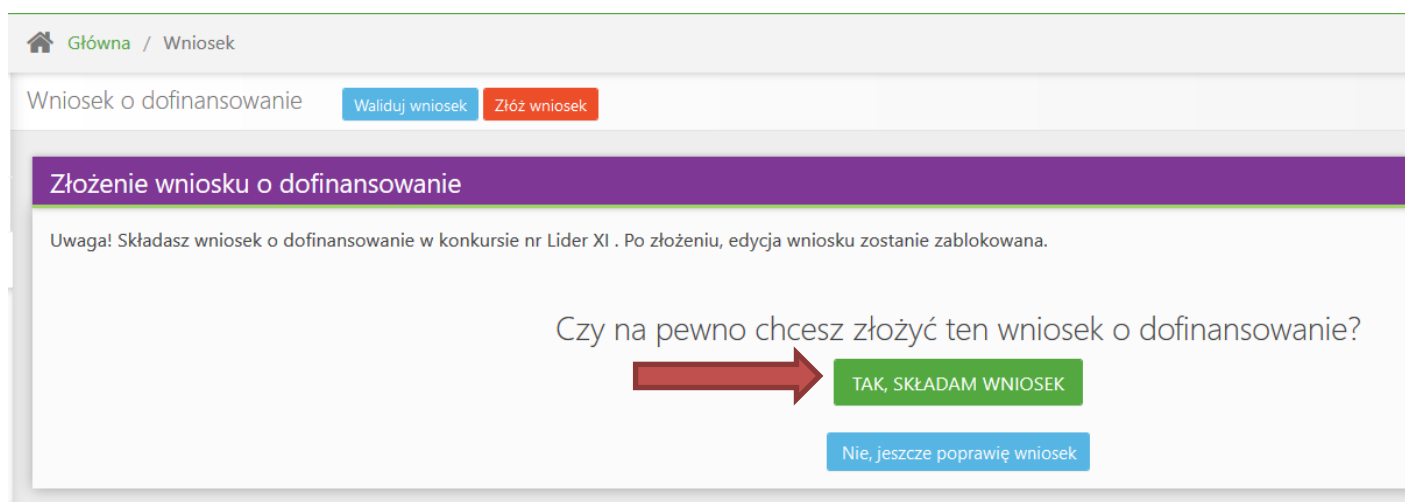 Główna / Wniosek
Wniosek o dofinansowanie Waliduj wniosek Złóż wniosek
Złożenie wniosku o dofinansowanie
Uwaga! Składasz wniosek o dofinansowanie w konkursie nr Lider XI . Po złożeniu, edycja wniosku zostanie zablokowana.
Czy na pewno chcesz złożyć ten wniosek o dofinansowanie?
TAK, SKŁADAM WNIOSEK
Nie, jeszcze poprawię wniosek